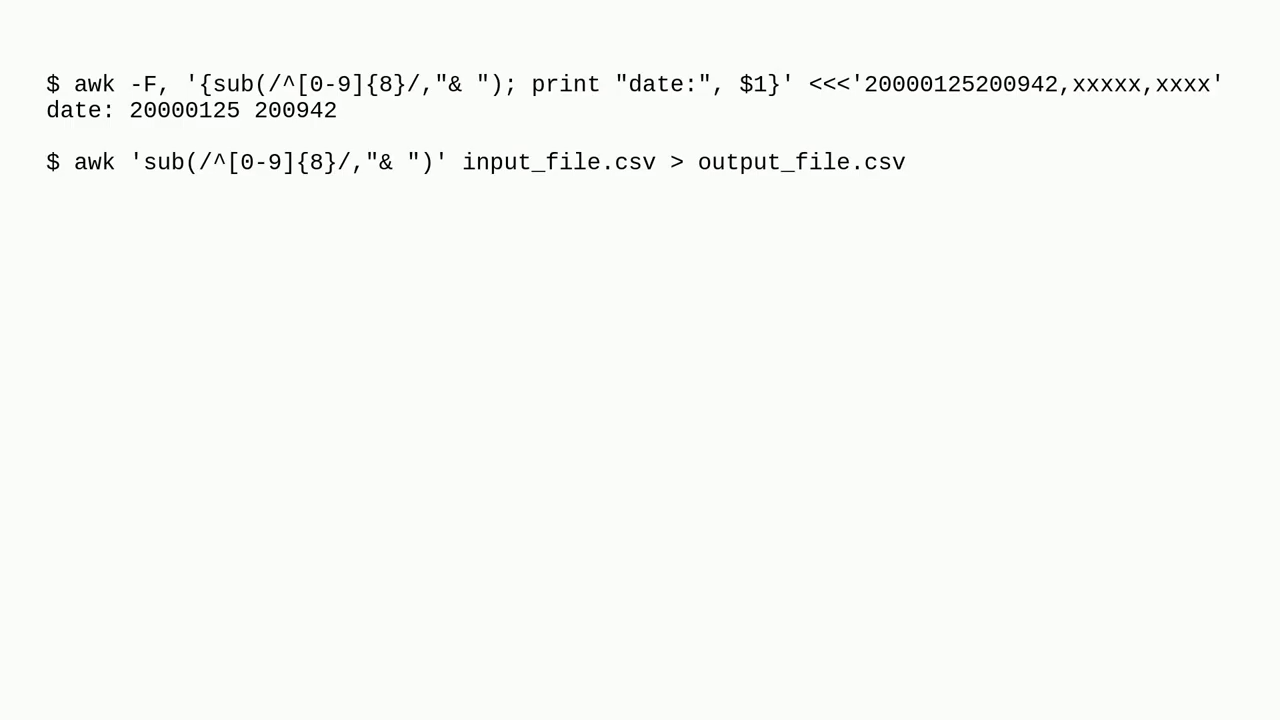 $ awk -F, '{sub(/^[0-9]{8}/,"& "); print "date:", $1}' <<<'20000125200942,xxxxx,xxxx'
date: 20000125 200942
$ awk 'sub(/^[0-9]{8}/,"& ")' input_file.csv > output_file.csv